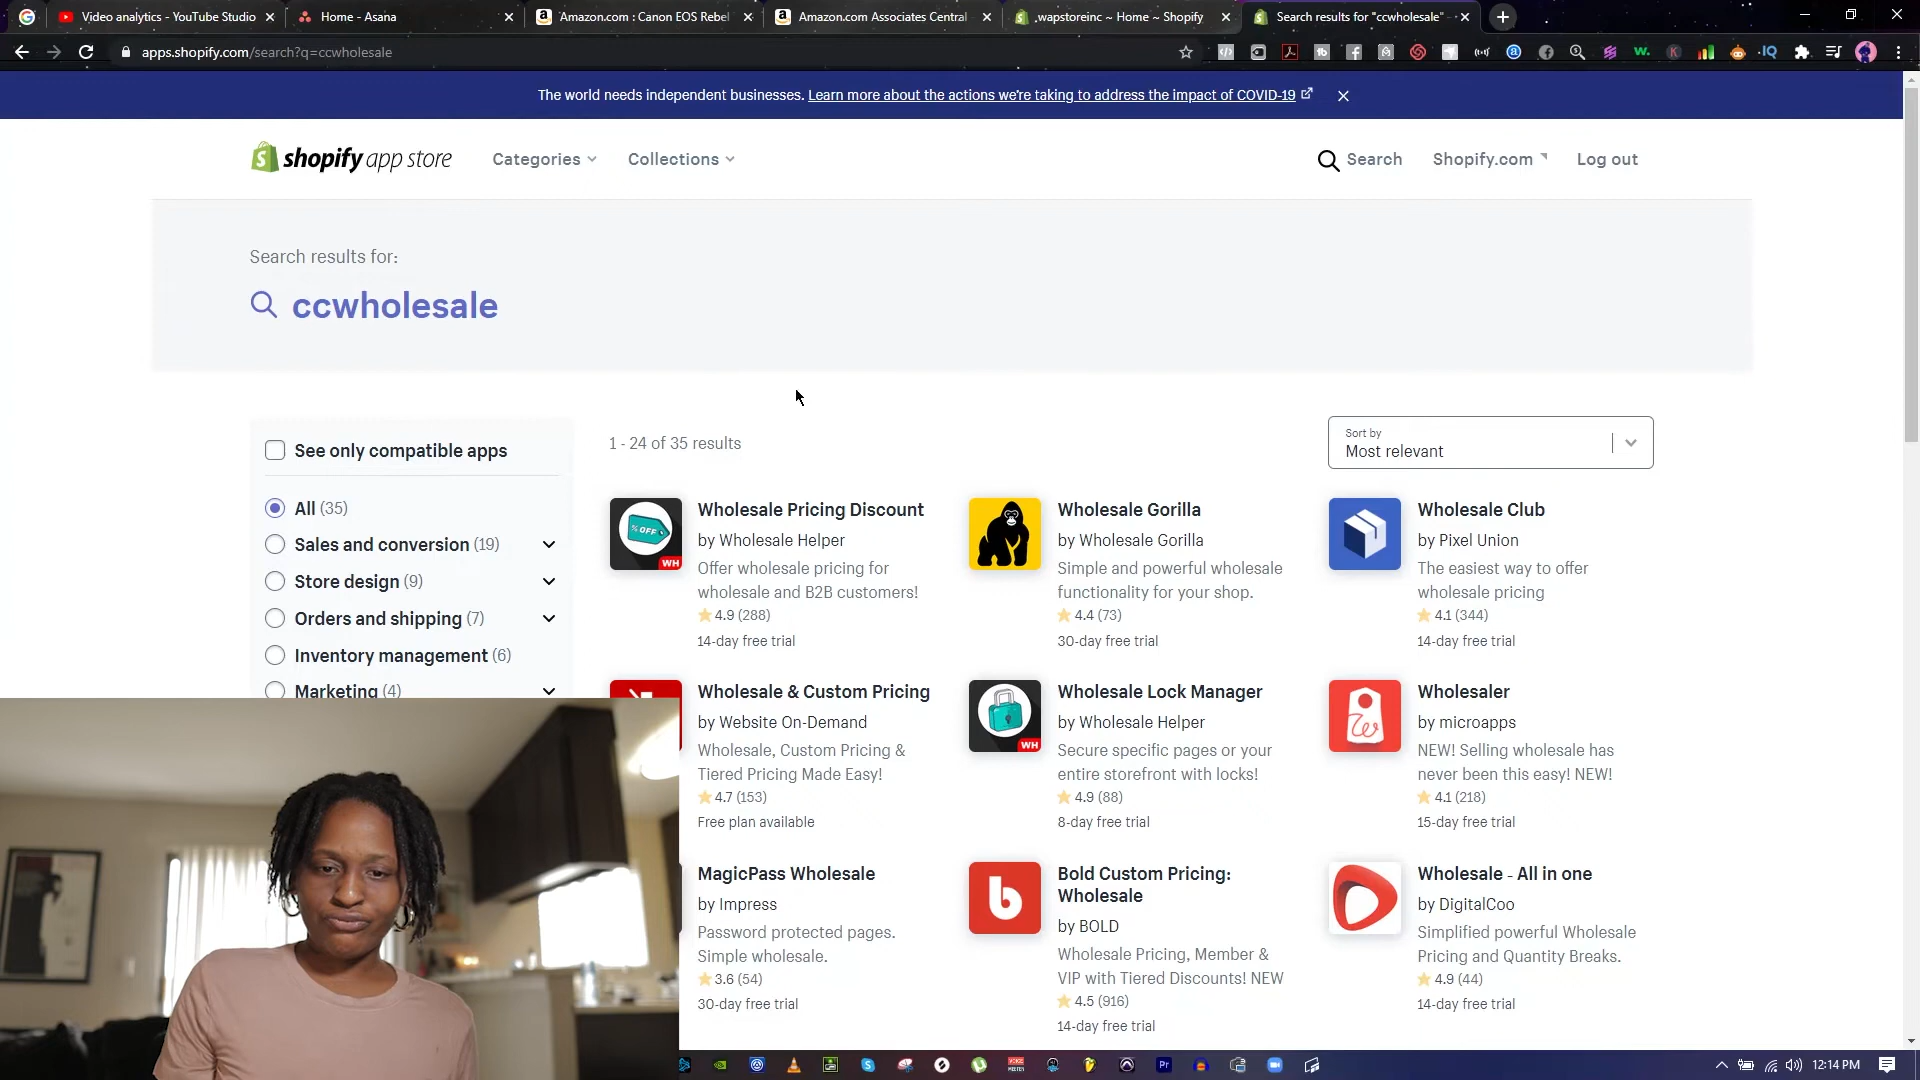 Video analytics - YouTube Studio
Home - Asana
Amazon.com : Canon EOS Rebel
Amazon.com Associates Central
.wapstoreinc ~ Home ~ Shopify
Search results for "ccwholesale" -
apps.shopify.com/search?q=ccwholesale
The world needs independent businesses. Learn more about the actions we're taking to address the impact of COVID-19
shopify app store
Categories
Collections
Search
Shopify.com
Log out
Search results for:
ccwholesale
See only compatible apps
All (35)
Sales and conversion (19)
Store design (9)
Orders and shipping (7)
Inventory management (6)
Marketing (4)
1 - 24 of 35 results
Sort by
Most relevant
% OFF
WH
Wholesale Pricing Discount
by Wholesale Helper
Offer wholesale pricing for
wholesale and B2B customers!
4.9 (288)
14-day free trial
Wholesale Gorilla
by Wholesale Gorilla
Simple and powerful wholesale
functionality for your shop.
4.4 (73)
30-day free trial
Wholesale Club
by Pixel Union
The easiest way to offer
wholesale pricing
4.1 (344)
14-day free trial
Wholesale & Custom Pricing
by Website On-Demand
Wholesale, Custom Pricing &
Tiered Pricing Made Easy!
4.7 (153)
Free plan available
WH
Wholesale Lock Manager
by Wholesale Helper
Secure specific pages or your
entire storefront with locks!
4.9 (88)
8-day free trial
Wholesaler
by microapps
NEW! Selling wholesale has
never been this easy! NEW!
4.1 (218)
15-day free trial
MagicPass Wholesale
by Impress
Password protected pages.
Simple wholesale.
3.6 (54)
30-day free trial
b
Bold Custom Pricing:
Wholesale
by BOLD
Wholesale Pricing, Member &
VIP with Tiered Discounts! NEW
4.5 (916)
14-day free trial
Wholesale - All in one
by DigitalCoo
Simplified powerful Wholesale
Pricing and Quantity Breaks.
4.9 (44)
14-day free trial
12:14 PM